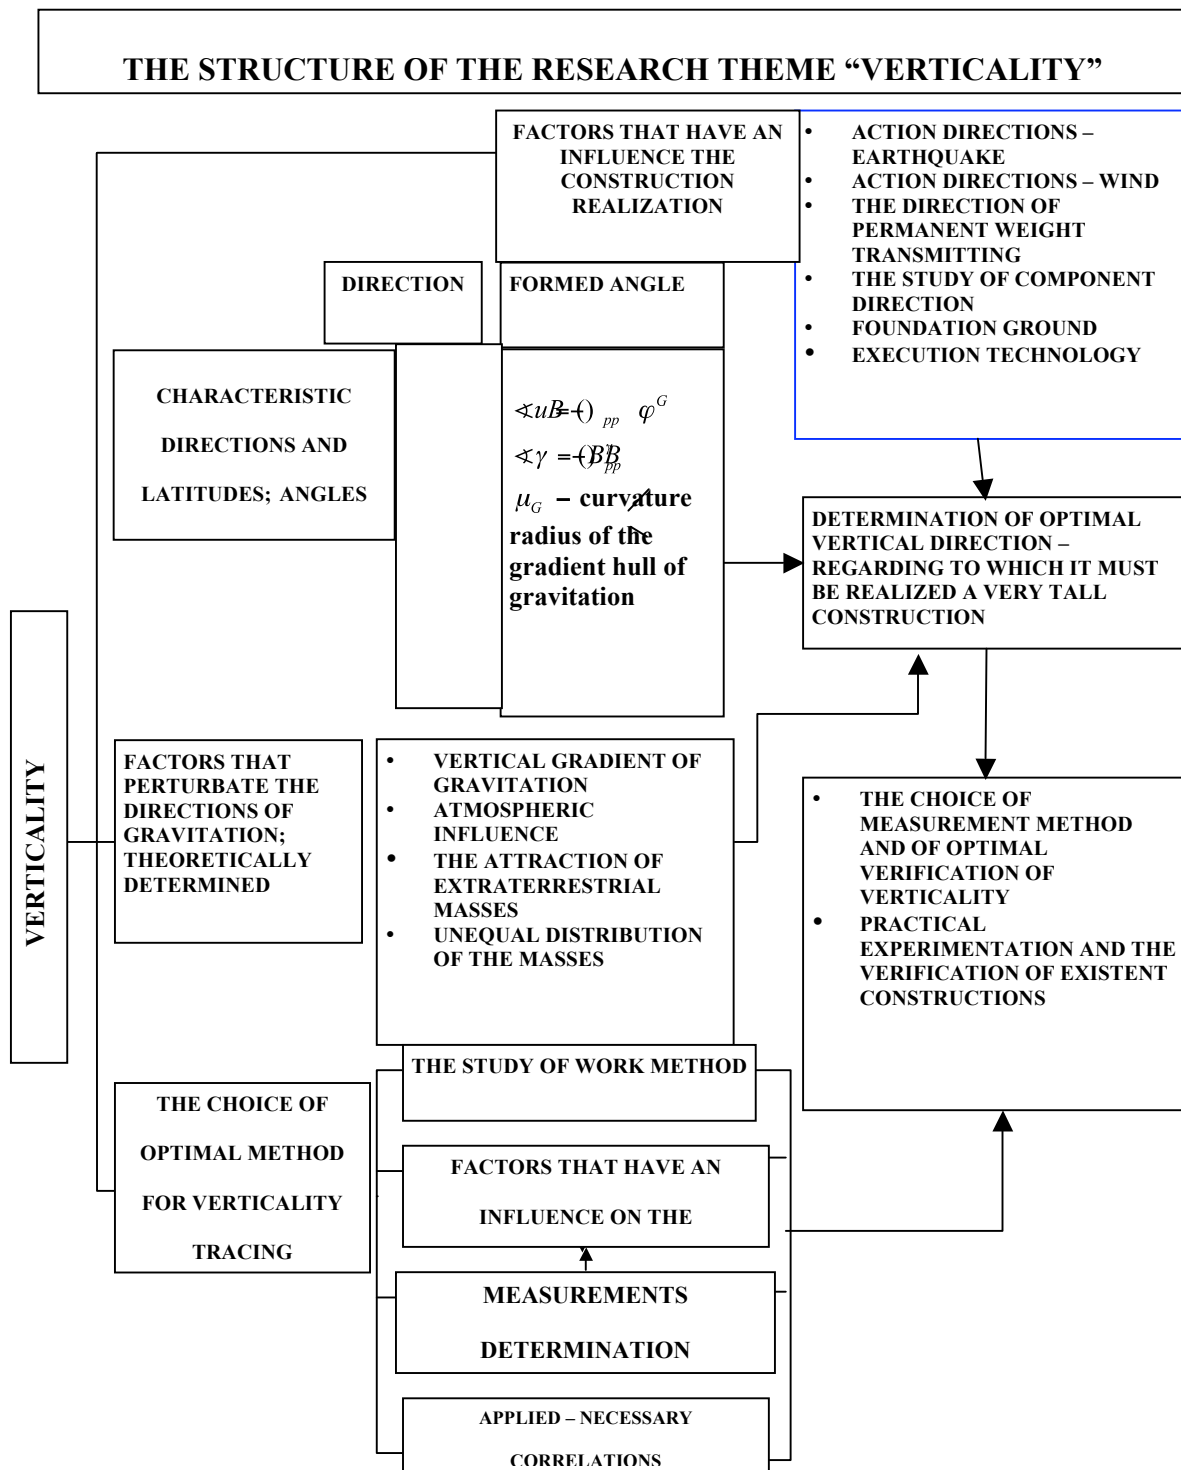 THE STRUCTURE OF THE RESEARCH THEME “VERTICALITY”
FACTORS THAT HAVE AN
INFLUENCE THE
CONSTRUCTION
REALIZATION
• ACTION DIRECTIONS –
EARTHQUAKE
• ACTION DIRECTIONS – WIND
• THE DIRECTION OF
PERMANENT WEIGHT
TRANSMITTING
• THE STUDY OF COMPONENT
DIRECTION
• FOUNDATION GROUND
• EXECUTION TECHNOLOGY
DIRECTION
FORMED ANGLE
CHARACTERISTIC
DIRECTIONS AND
LATITUDES; ANGLES
μG – curvature
radius of the
gradient hull of
gravitation
DETERMINATION OF OPTIMAL
VERTICAL DIRECTION –
REGARDING TO WHICH IT MUST
BE REALIZED A VERY TALL
CONSTRUCTION
VERTICALITY
FACTORS THAT
PERTURBATE THE
DIRECTIONS OF
GRAVITATION;
THEORETICALLY
DETERMINED
• VERTICAL GRADIENT OF
GRAVITATION
• ATMOSPHERIC
INFLUENCE
• THE ATTRACTION OF
EXTRATERRESTRIAL
MASSES
• UNEQUAL DISTRIBUTION
OF THE MASSES
• THE CHOICE OF
MEASUREMENT METHOD
AND OF OPTIMAL
VERIFICATION OF
VERTICALITY
• PRACTICAL
EXPERIMENTATION AND THE
VERIFICATION OF EXISTENT
CONSTRUCTIONS
THE CHOICE OF
OPTIMAL METHOD
FOR VERTICALITY
TRACING
THE STUDY OF WORK METHOD
FACTORS THAT HAVE AN
INFLUENCE ON THE
MEASUREMENTS
DETERMINATION
APPLIED – NECESSARY
CORRELATIONS